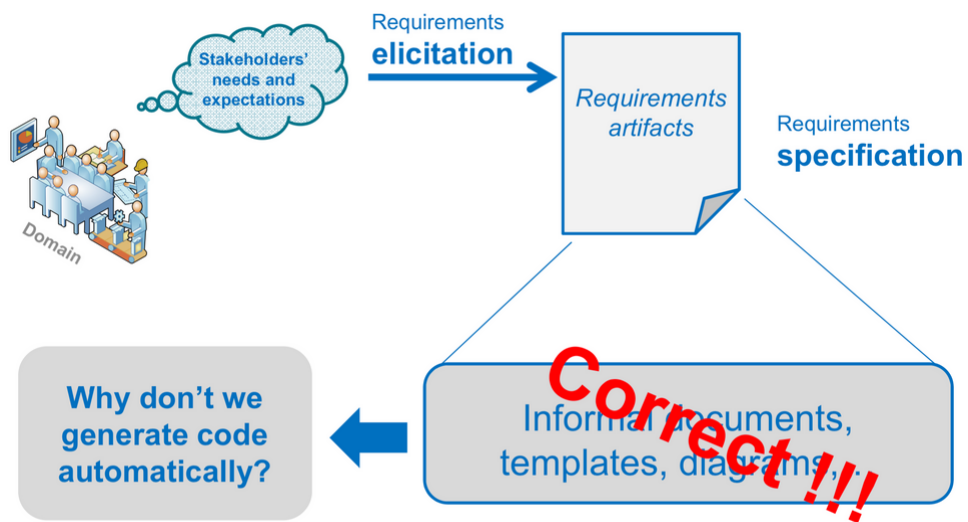 Requirements
elicitation
Stakeholders'
needs and
expectations
Requirements
artifacts
Requirements
specification
Domain
Why don't we
generate code
automatically?
Informal documents,
templates, diagrams,..
Correct !!!